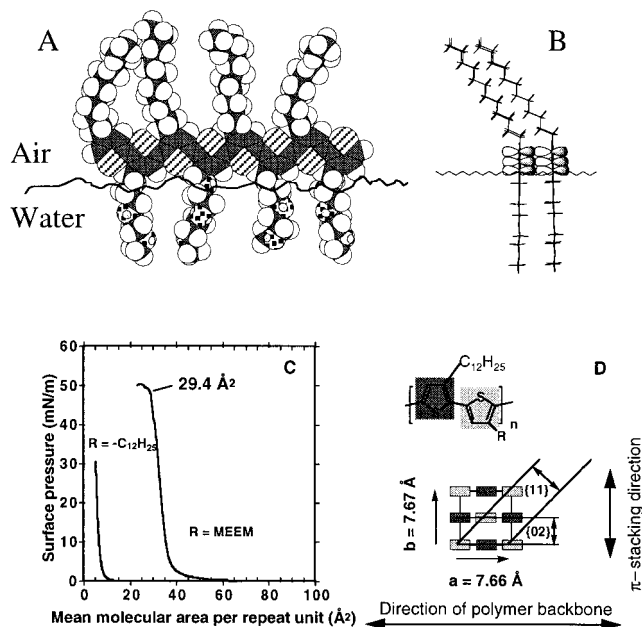 A
B
Air
Water
C
60
50
40
30
20
10
0
0
20
40
60
80
100
Surface pressure (mN/m)
29.4 Å²
R = -C₁₂H₂₅
R = MEEM
Mean molecular area per repeat unit (Å²)
D
C₁₂H₂₅
S
S
n
R
{11}
{02}
b = 7.67 Å
a = 7.66 Å
π– stacking direction
Direction of polymer backbone